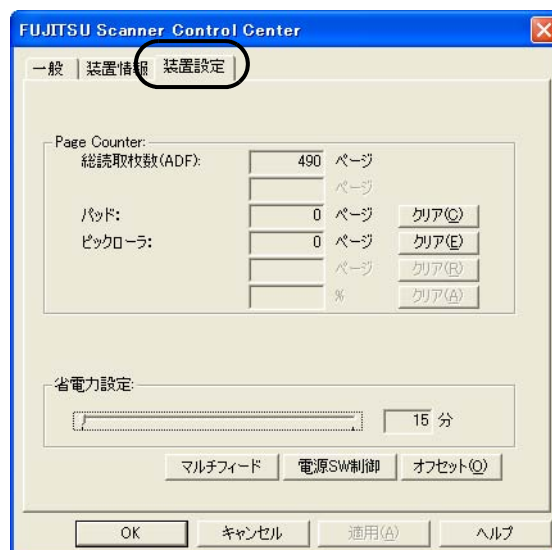 FUJITSU Scanner Control Center
一般 装置情報 装置設定
Page Counter:
総読取枚数(ADF): 490 ページ
ページ
パッド: 0 ページ クリア(C)
ピックローラ: 0 ページ クリア(E)
ページ クリア(R)
% クリア(A)
省電力設定:
15 分
マルチフィード 電源SW制御 オフセット(O)
OK キャンセル 適用(A) ヘルプ